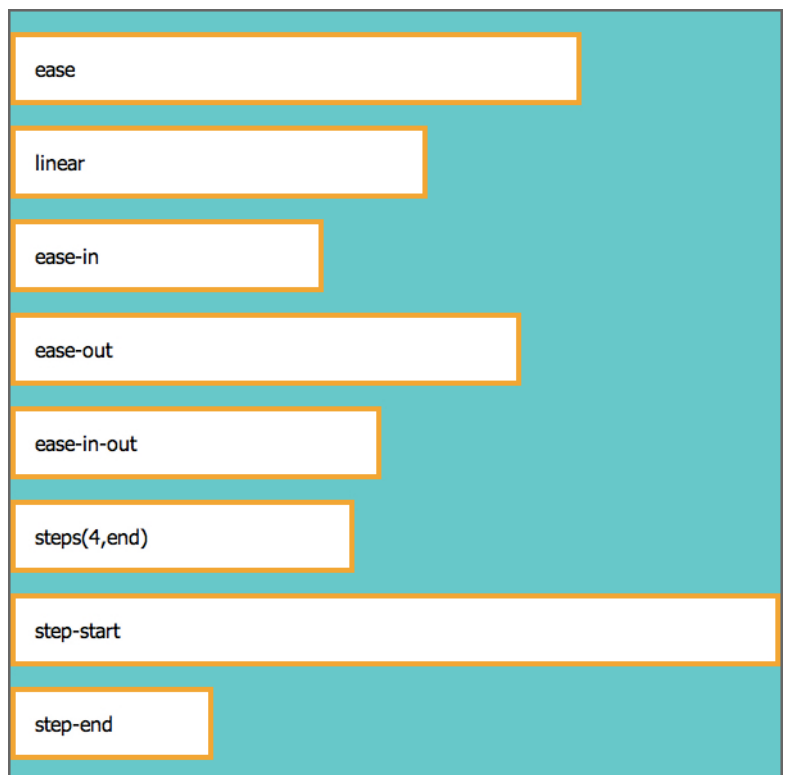 ease
linear
ease-in
ease-out
ease-in-out
steps(4,end)
step-start
step-end